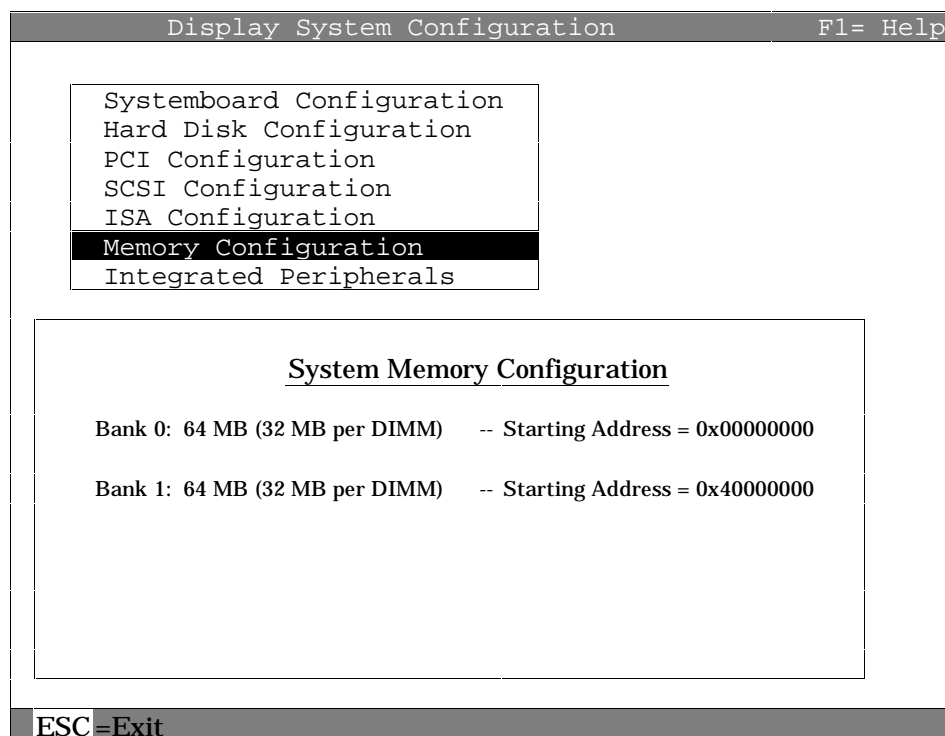 Display System Configuration F1= Help
Systemboard Configuration
Hard Disk Configuration
PCI Configuration
SCSI Configuration
ISA Configuration
Memory Configuration
Integrated Peripherals
System Memory Configuration
Bank 0: 64 MB (32 MB per DIMM) -- Starting Address = 0x00000000
Bank 1: 64 MB (32 MB per DIMM) -- Starting Address = 0x40000000
ESC=Exit